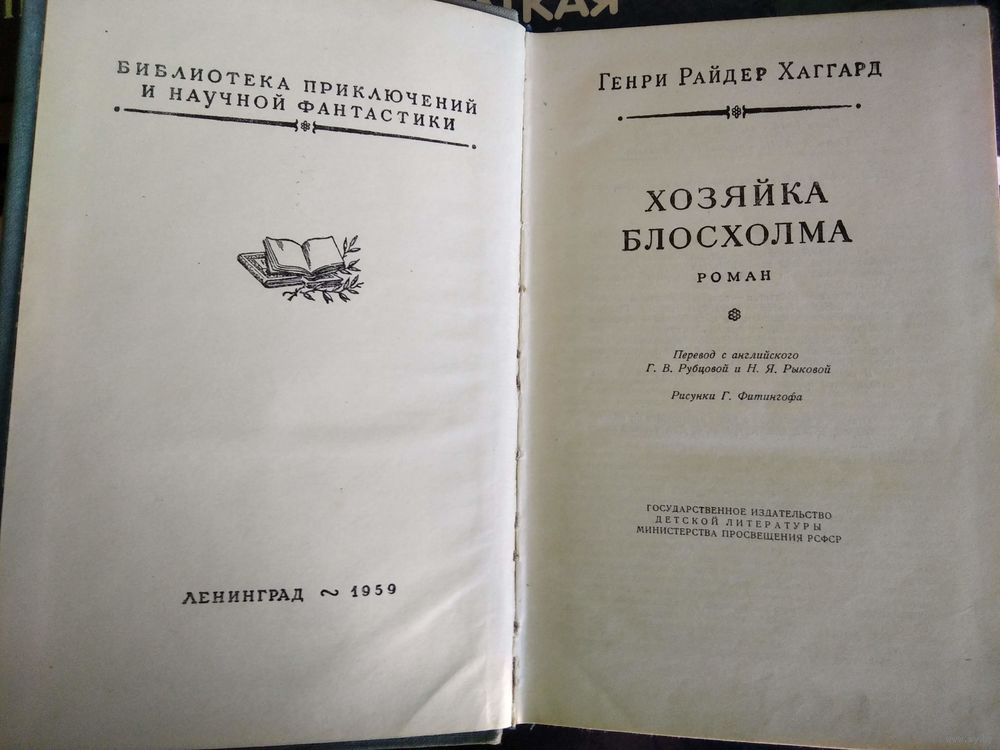 БИБЛИОТЕКА ПРИКЛЮЧЕНИЙ
И НАУЧНОЙ ФАНТАСТИКИ
ЛЕНИНГРАД ~ 1959
ГЕНРИ РАЙДЕР ХАГГАРД
ХОЗЯЙКА
БЛОСХОЛМА
РОМАН
Перевод с английского
Г. В. Рубцовой и Н. Я. Рыковой
Рисунки Г. Фитингофа
ГОСУДАРСТВЕННОЕ ИЗДАТЕЛЬСТВО
ДЕТСКОЙ ЛИТЕРАТУРЫ
МИНИСТЕРСТВА ПРОСВЕЩЕНИЯ РСФСР